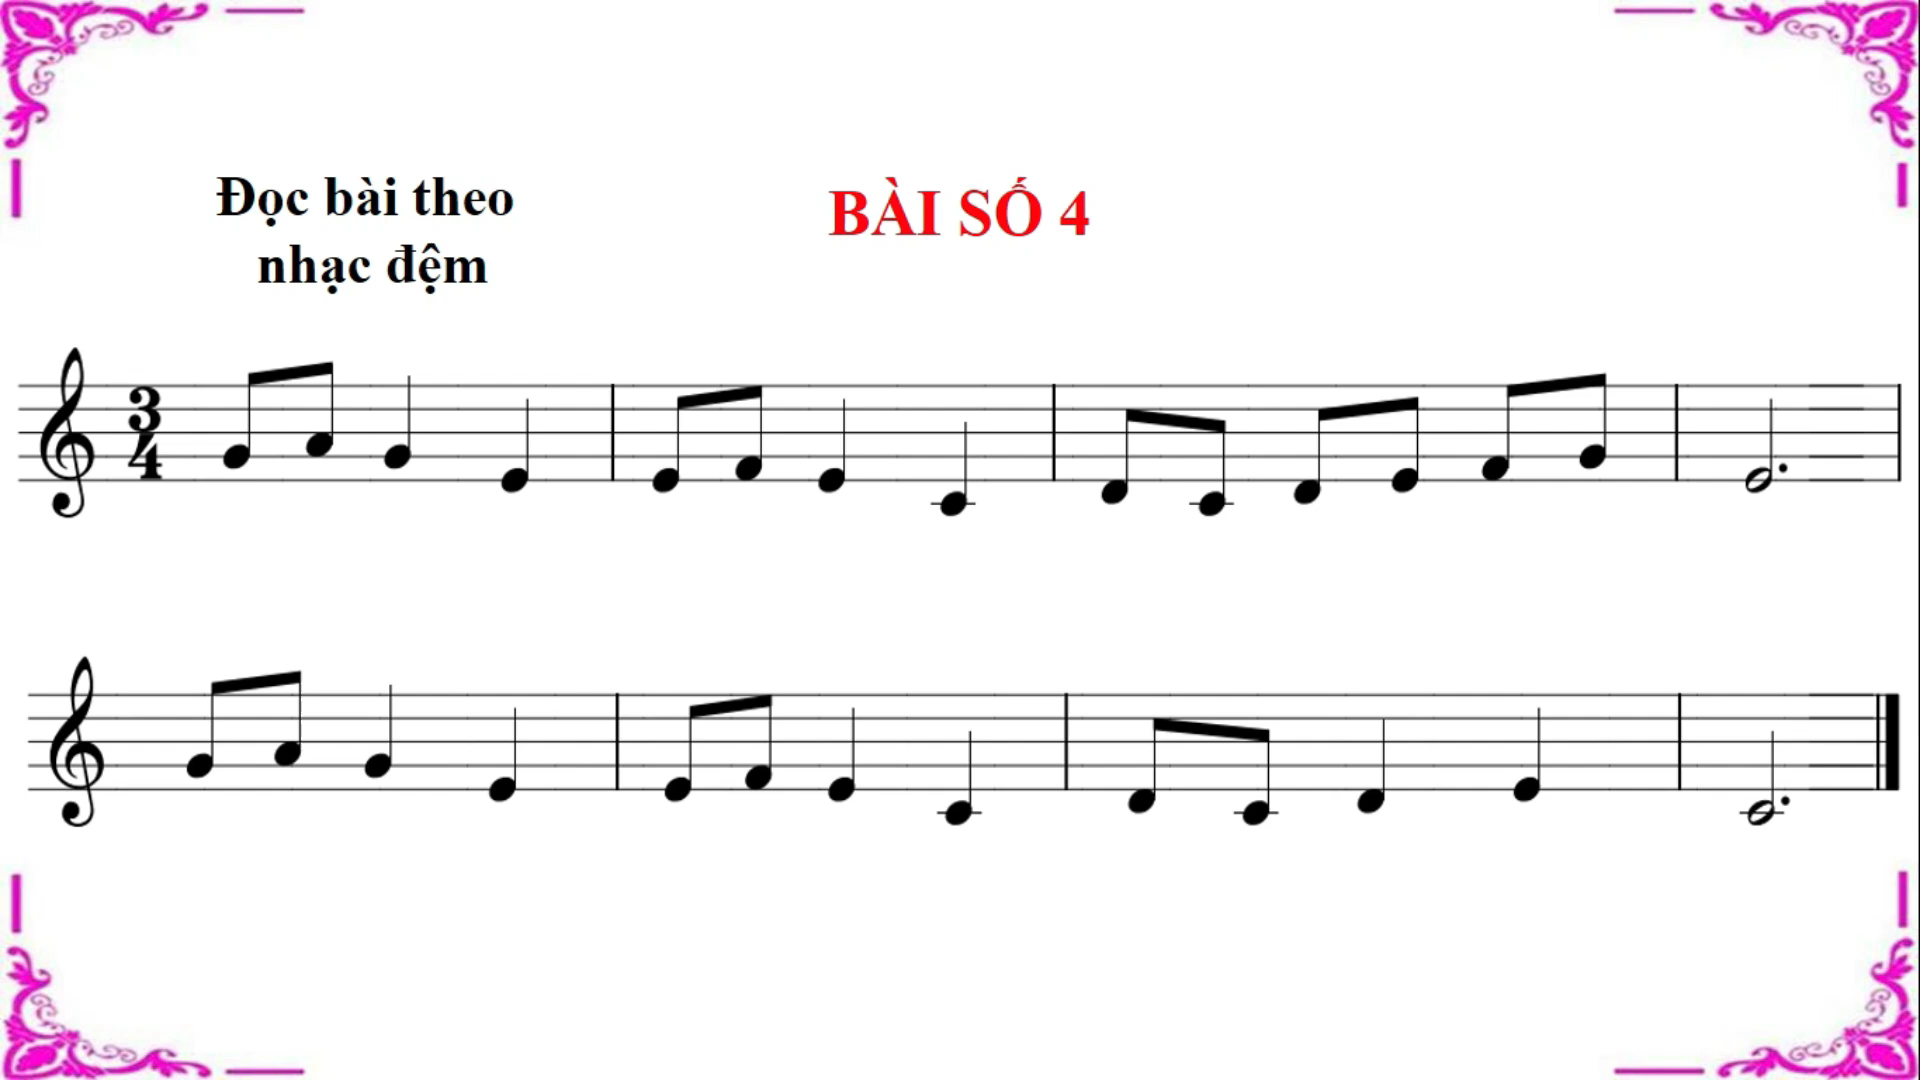 Đọc bài theo
nhạc đệm
BÀI SỐ 4
3
4